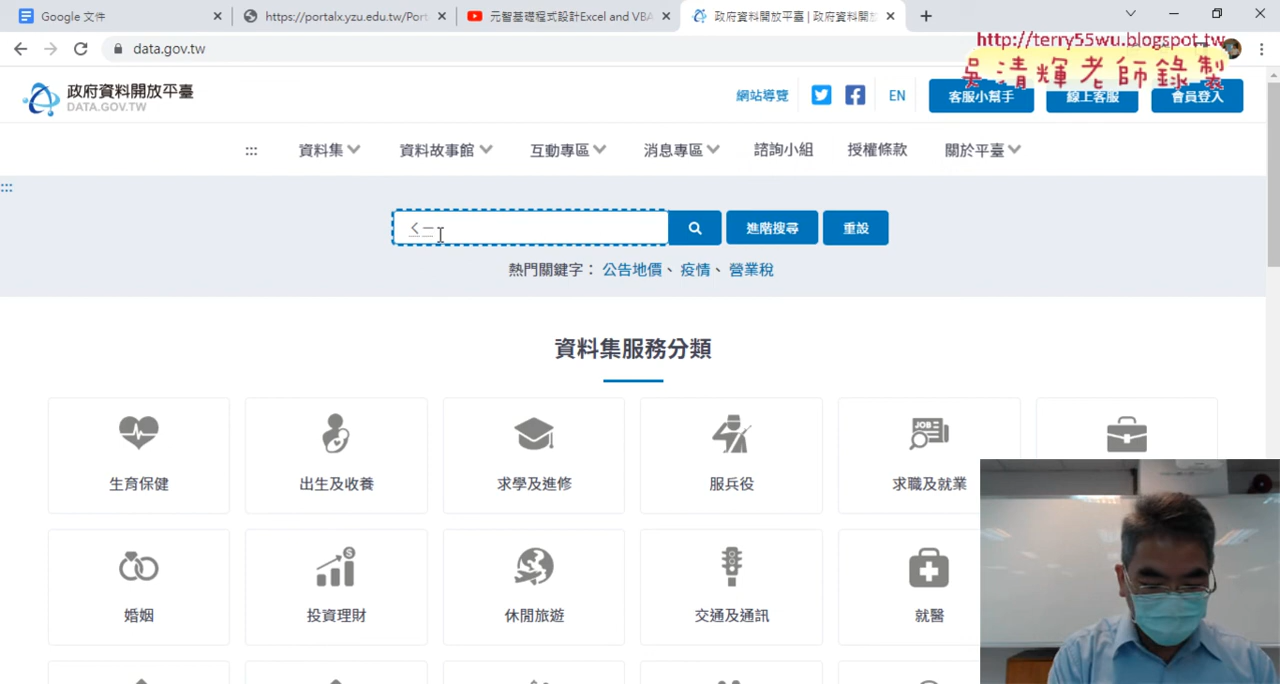 Google 文件
https://portalx.yzu.edu.tw/Port
元智基礎程式設計Excel and VBA
政府資料開放平臺 | 政府資料開
data.gov.tw
http://terry55wu.blogspot.tw
吳清輝老師錄製
政府資料開放平臺
DATA.GOV.TW
網站導覽
EN
客服小幫手
線上客服
會員登入
資料集
資料故事館
互動專區
消息專區
諮詢小組
授權條款
關於平臺
ㄑㄧ
進階搜尋
重設
熱門關鍵字： 公告地價、 疫情、 營業稅
資料集服務分類
JOB
生育保健
出生及收養
求學及進修
服兵役
求職及就業
婚姻
投資理財
休閒旅遊
交通及通訊
就醫